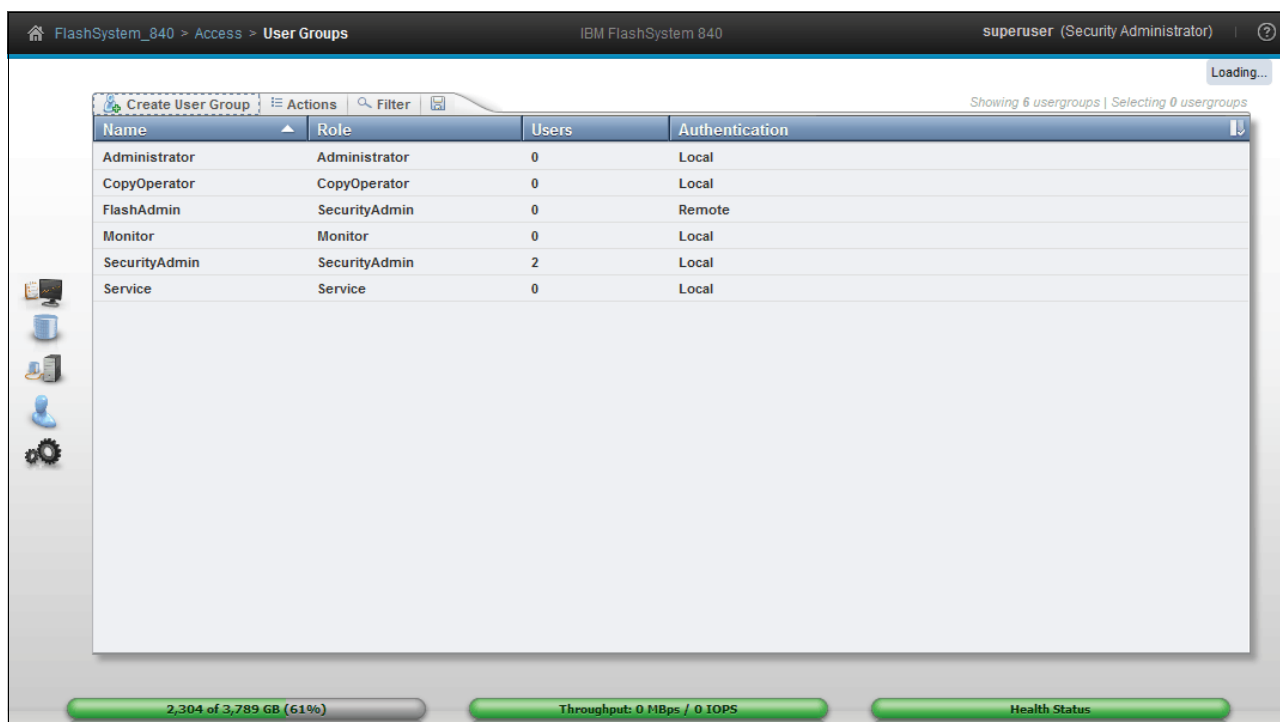 FlashSystem_840 > Access > User Groups IBM FlashSystem 840 superuser (Security Administrator)
Loading...
Create User Group Actions Filter Showing 6 usergroups | Selecting 0 usergroups
Name Role Users Authentication
Administrator Administrator 0 Local
CopyOperator CopyOperator 0 Local
FlashAdmin SecurityAdmin 0 Remote
Monitor Monitor 0 Local
SecurityAdmin SecurityAdmin 2 Local
Service Service 0 Local
2,304 of 3,789 GB (61%) Throughput: 0 MBps / 0 IOPS Health Status